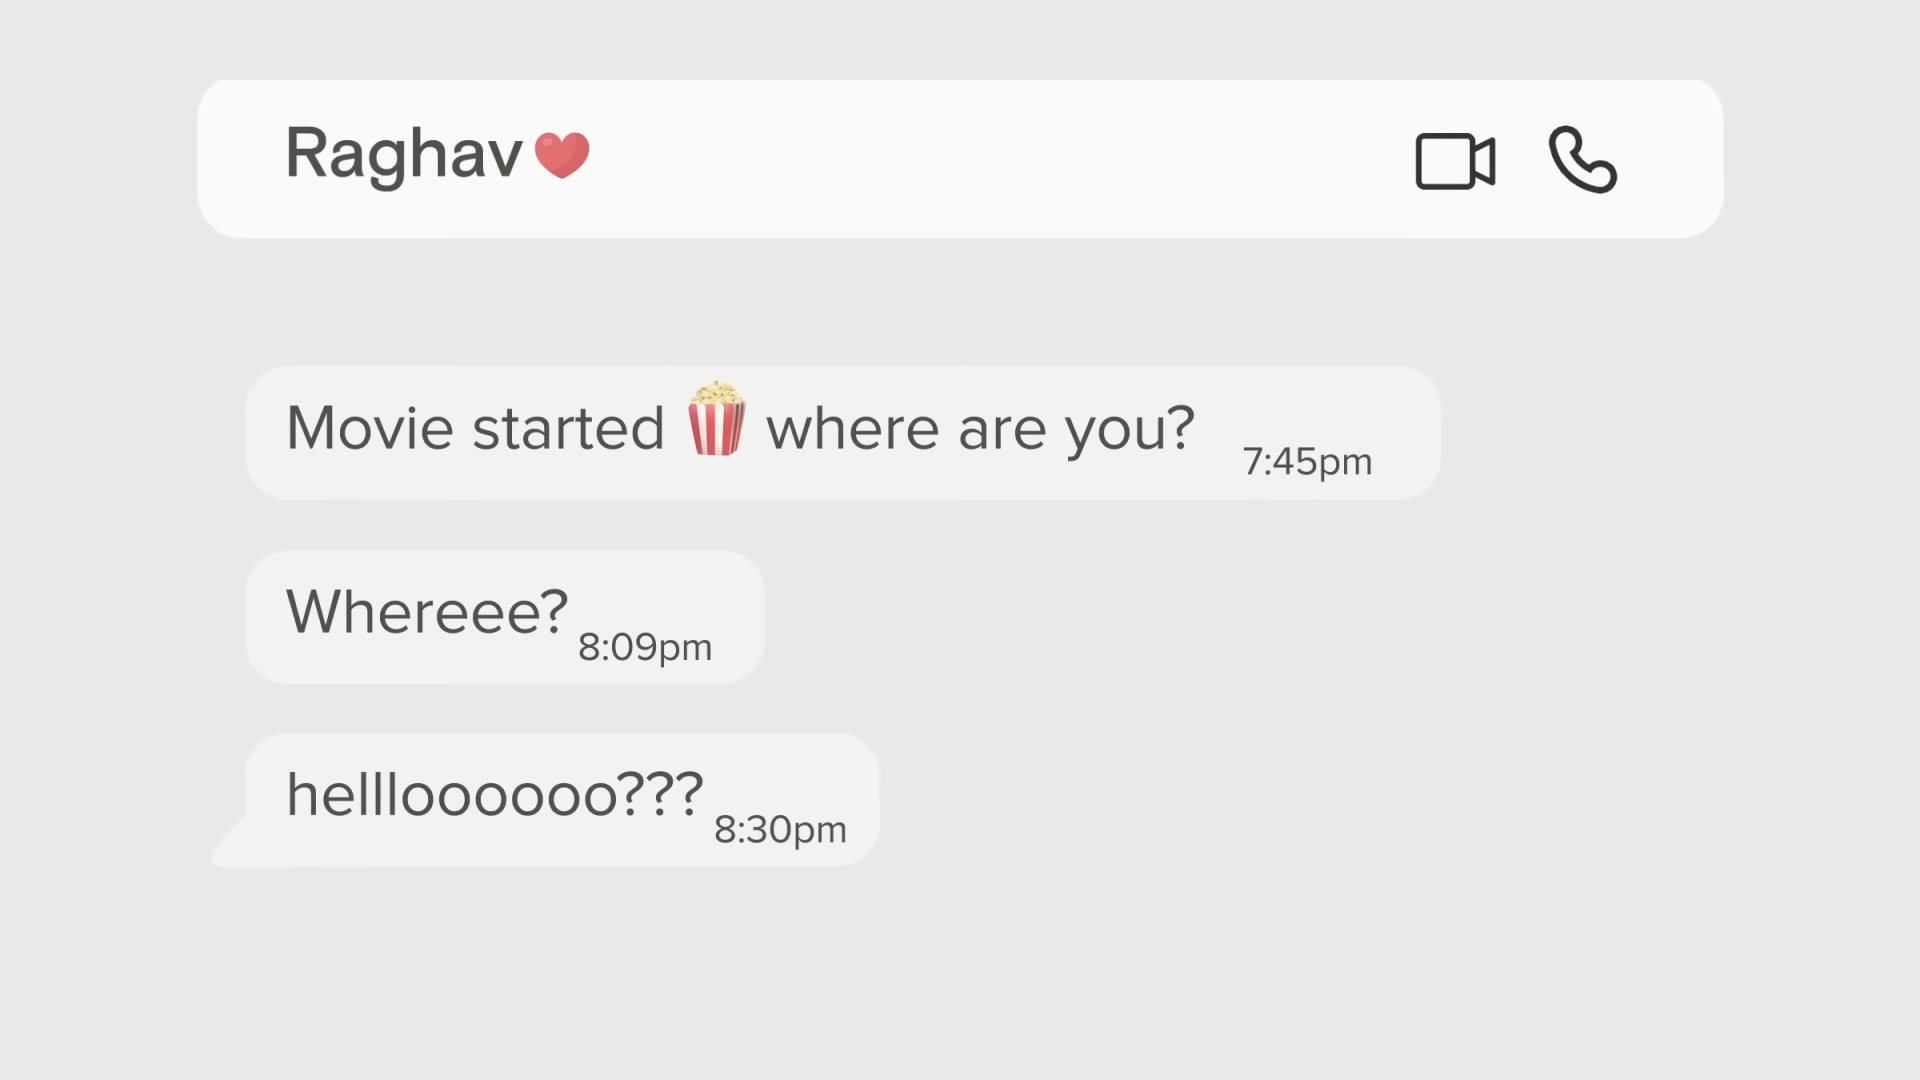 Raghav❤️
Movie started 🍿 where are you?
7:45pm
Whereee?
8:09pm
hellloooooo???
8:30pm